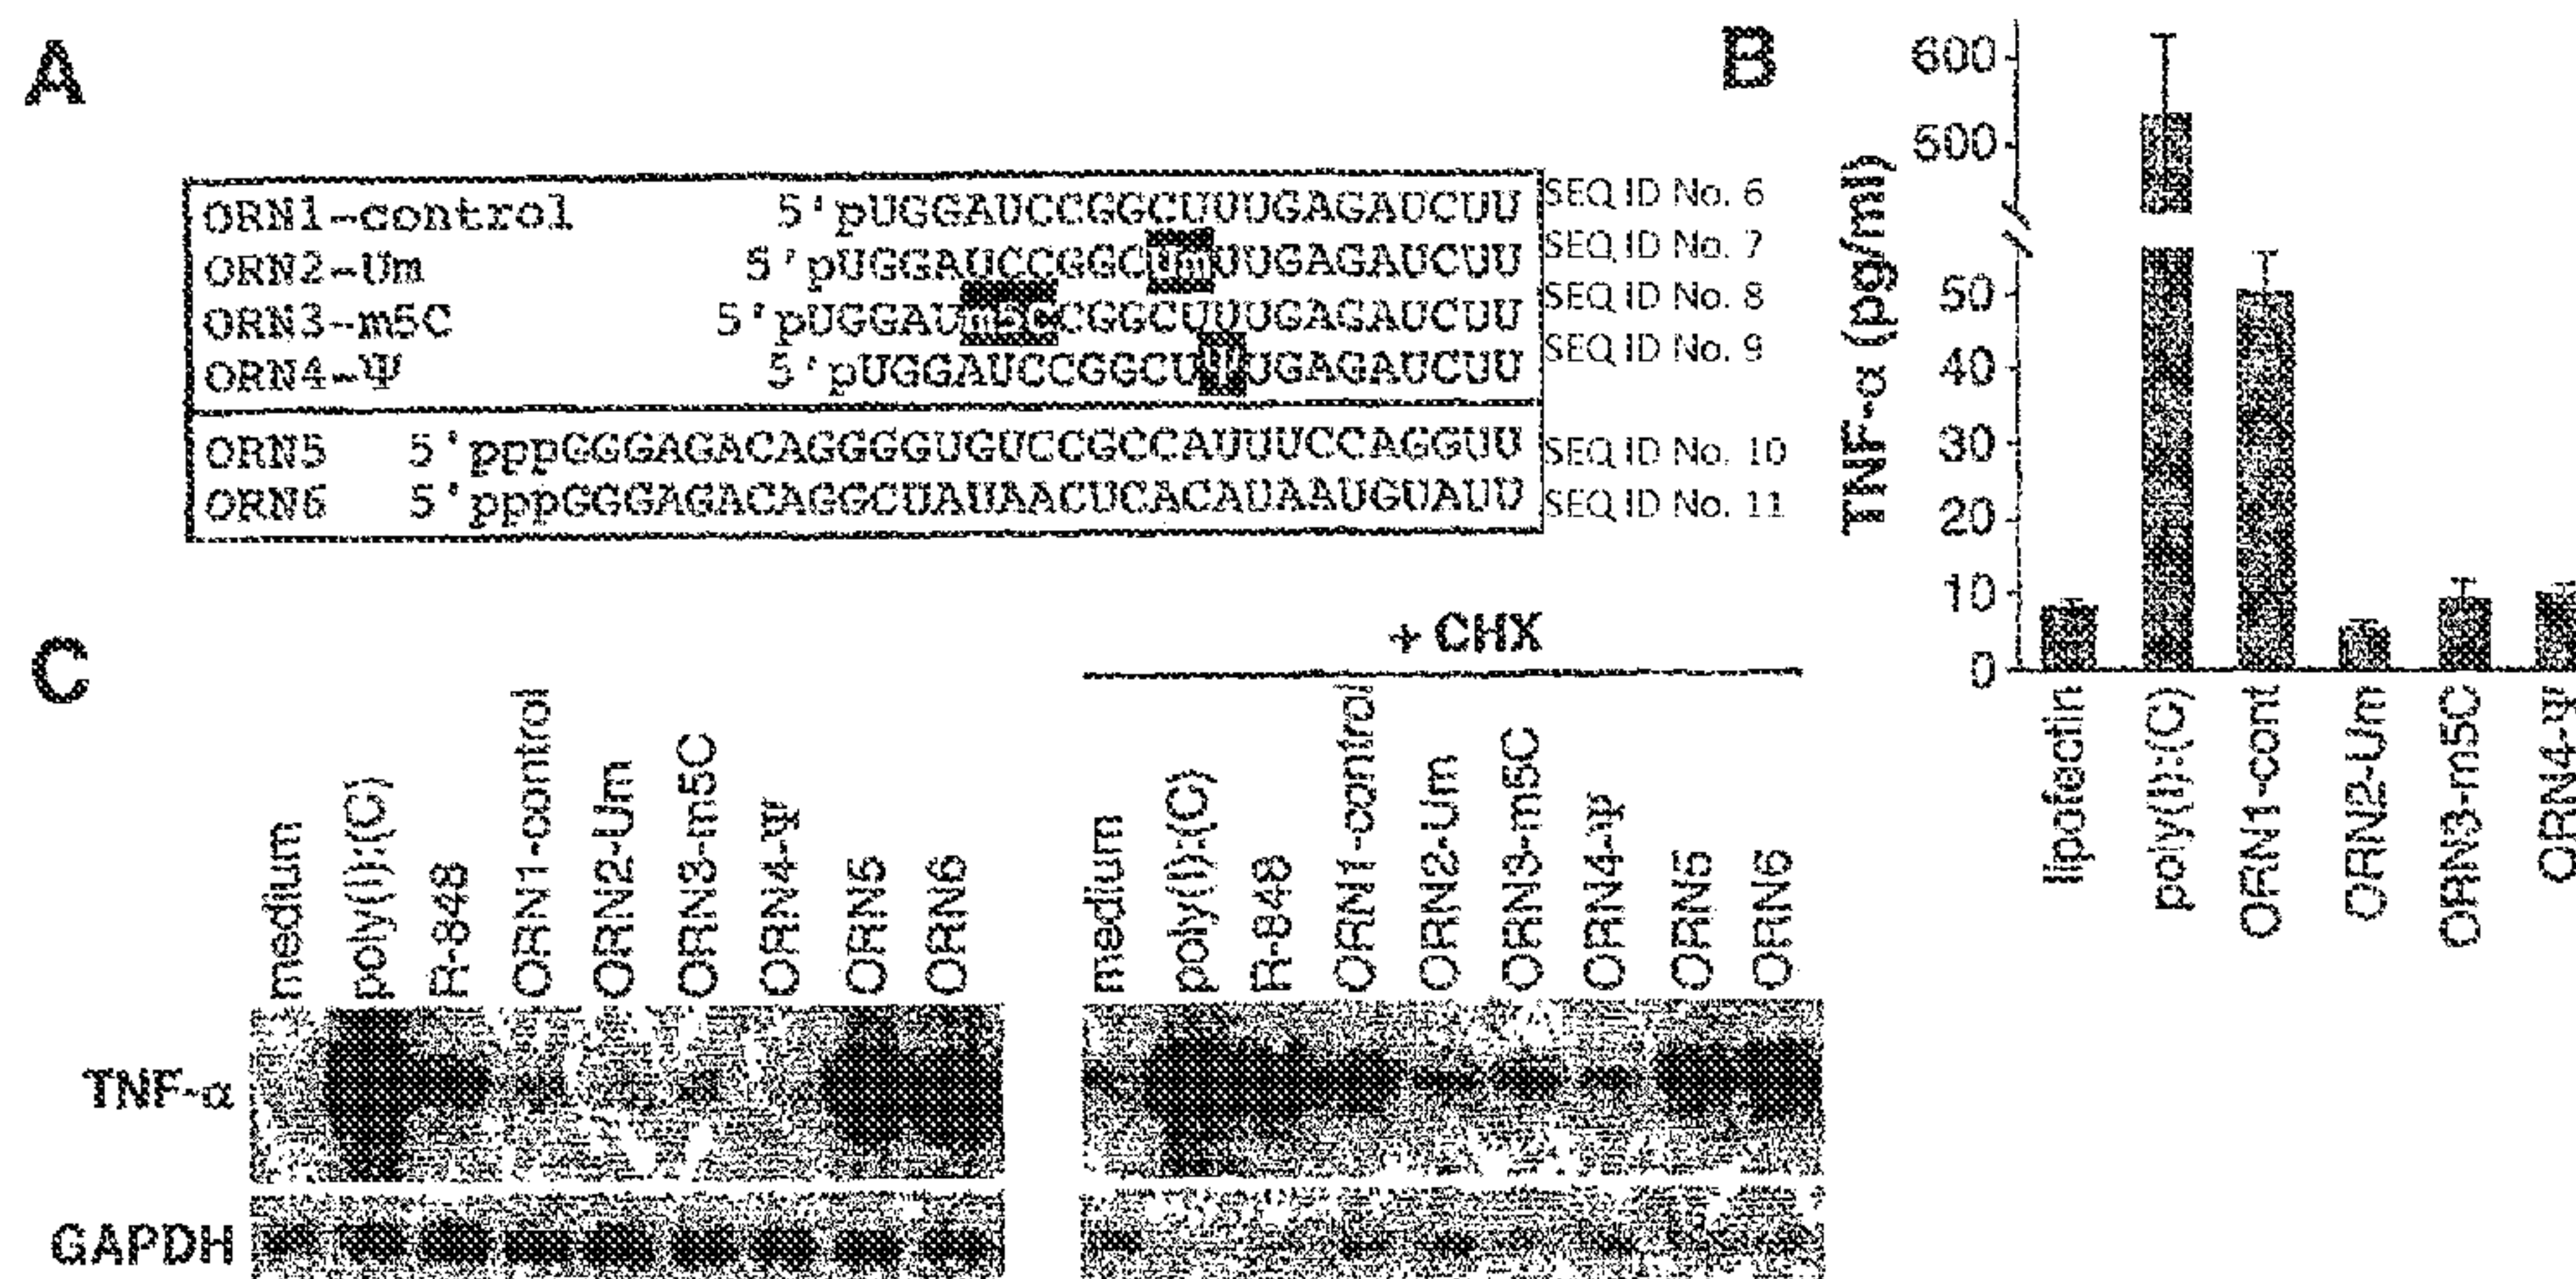 A
ORN1-control 5'pUGGAUCCGGCUUUGAGAUCUU SEQ ID No. 6
ORN2-Um 5'pUGGAUCCGGCUmUUGAGAUCUU SEQ ID No. 7
ORN3-m5C 5'pUGGAUm5CCGGCUUUGAGAUCUU SEQ ID No. 8
ORN4-Ψ 5'pUGGAUCCGGCUΨUGAGAUCUU SEQ ID No. 9
ORN5 5'pppGGGAGACAGGGGUGUCCGCCAUUUCCAGGUU SEQ ID No. 10
ORN6 5'pppGGGAGACAGGCUAUAACUCACAUAAUGUAUU SEQ ID No. 11
B
TNF-α (pg/ml)
600
500
50
40
30
20
10
0
lipofectin
poly(I):(C)
ORN1-cont
ORN2-Um
ORN3-m5C
ORN4-Ψ
C
+ CHX
medium
poly(I):(C)
R-848
ORN1-control
ORN2-Um
ORN3-m5C
ORN4-Ψ
ORN5
ORN6
medium
poly(I):(C)
R-848
ORN1-control
ORN2-Um
ORN3-m5C
ORN4-Ψ
ORN5
ORN6
TNF-α
GAPDH